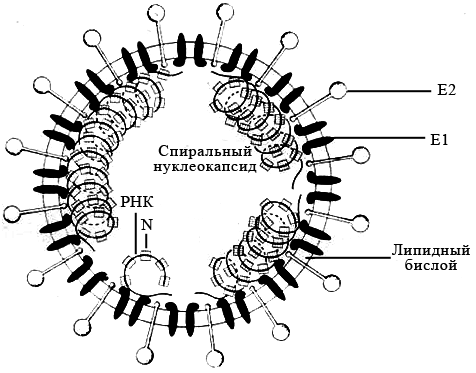 E2
E1
Спиральный
нуклеокапсид
РНК
N
Липидный
бислой